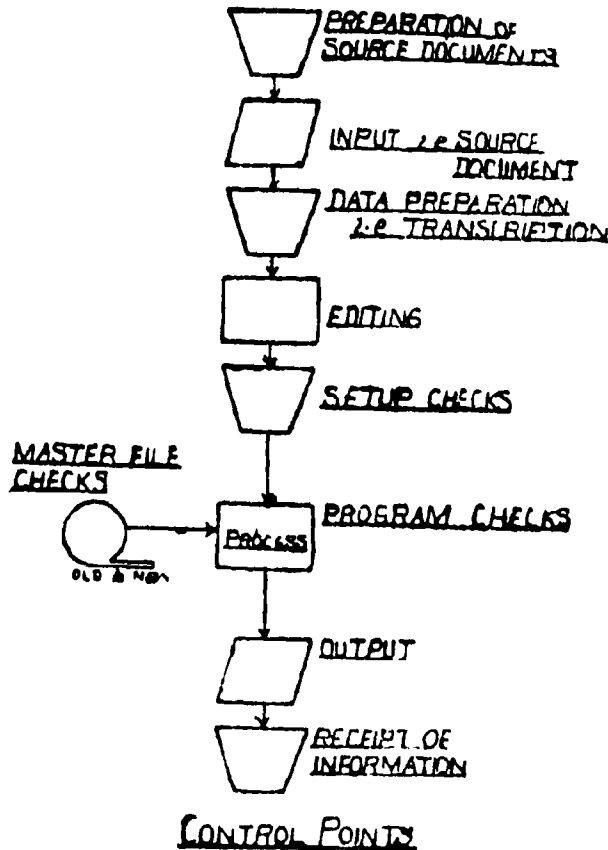 PREPARATION OF
SOURCE DOCUMENTS
INPUT i.e SOURCE
DOCUMENT
DATA PREPARATION
i.e TRANSCRIPTION
EDITING
SETUP CHECKS
MASTER FILE
CHECKS
PROGRAM CHECKS
PROCESS
OLD & NEW
OUTPUT
RECEIPT OF
INFORMATION
CONTROL POINTS